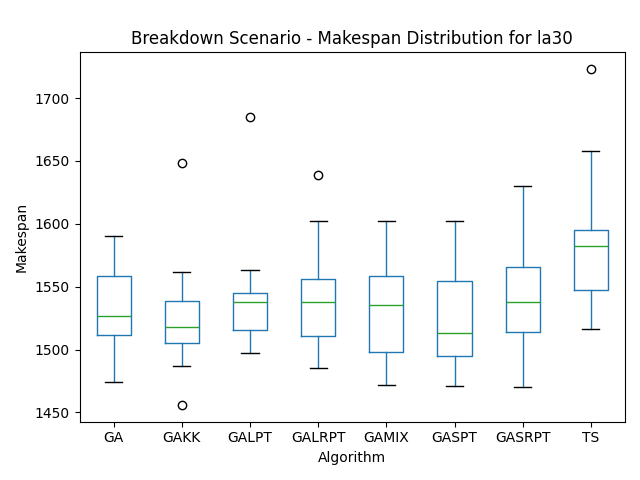 Breakdown Scenario - Makespan Distribution for la30
Makespan
1700
1650
1600
1550
1500
1450
GA GAKK GALPT GALRPT GAMIX GASPT GASRPT TS
Algorithm